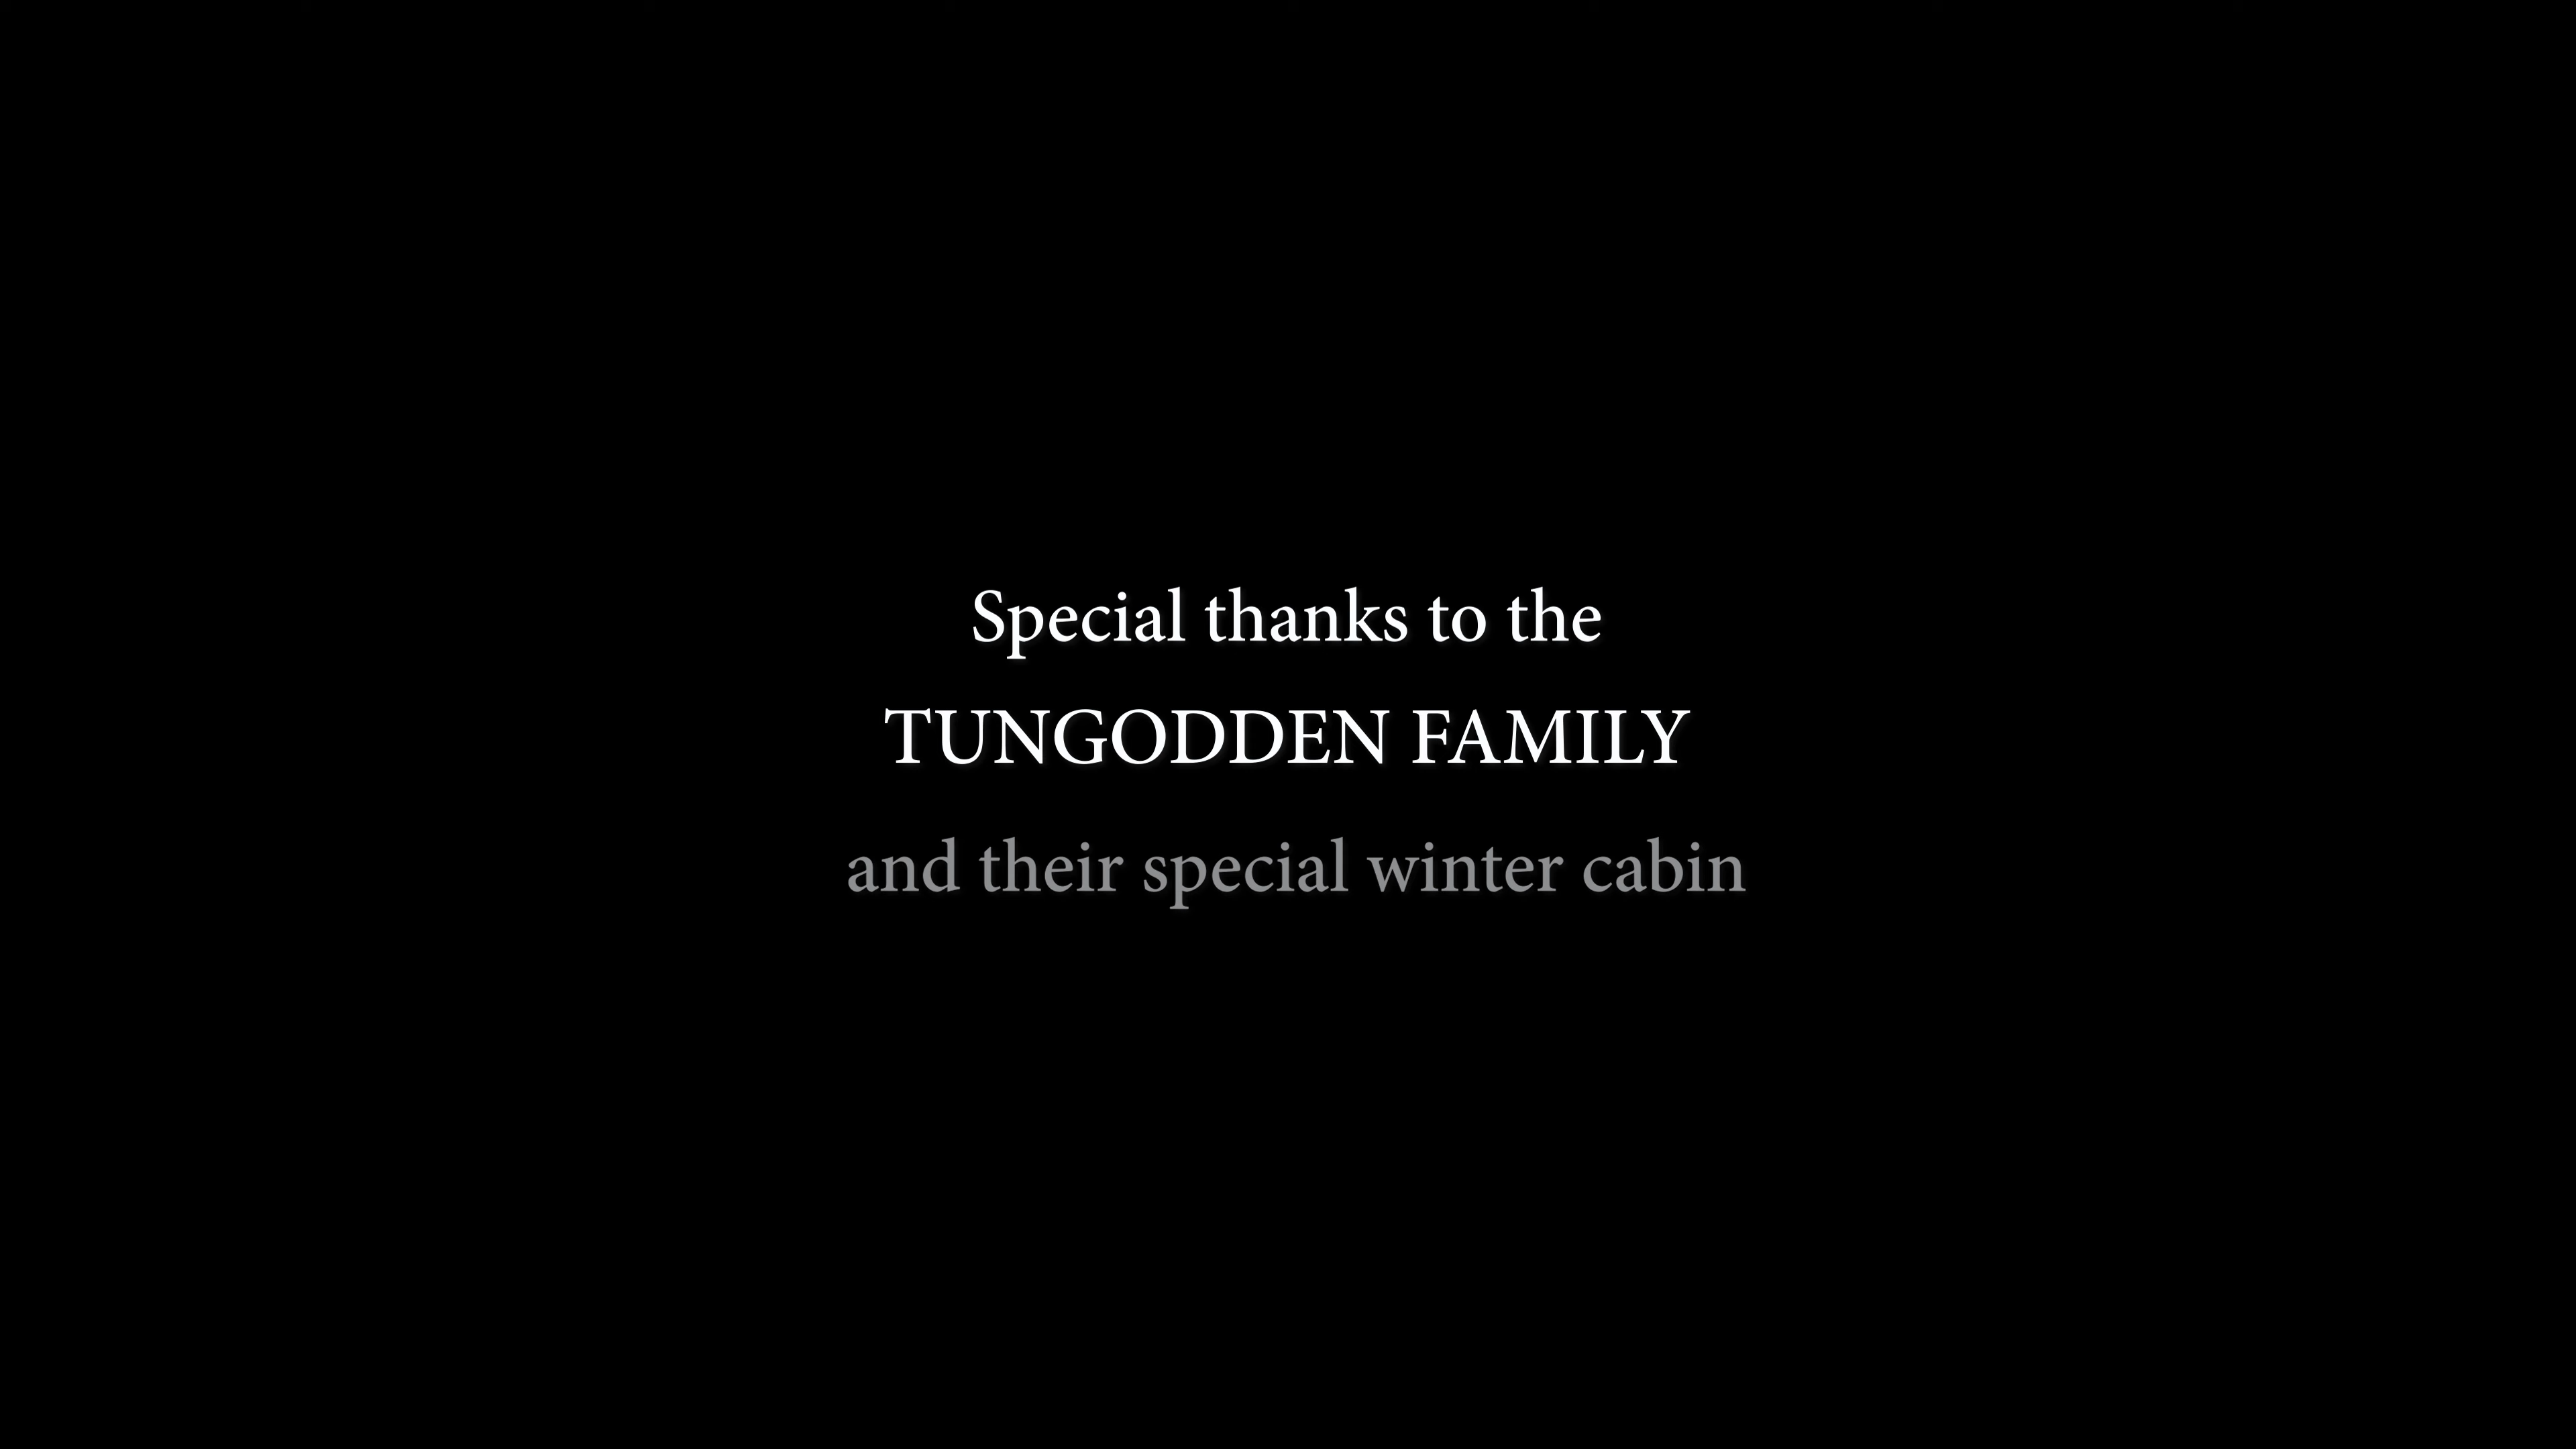 Special thanks to the
TUNGODDEN FAMILY
and their special winter cabin